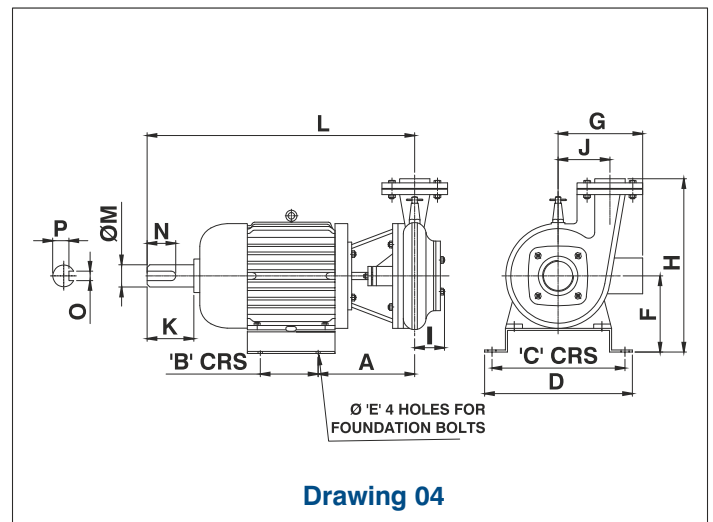 L
G
J
P
ØM
N
H
O
F
K
I
'B' CRS
A
'C' CRS
D
Ø 'E' 4 HOLES FOR
FOUNDATION BOLTS
Drawing 04